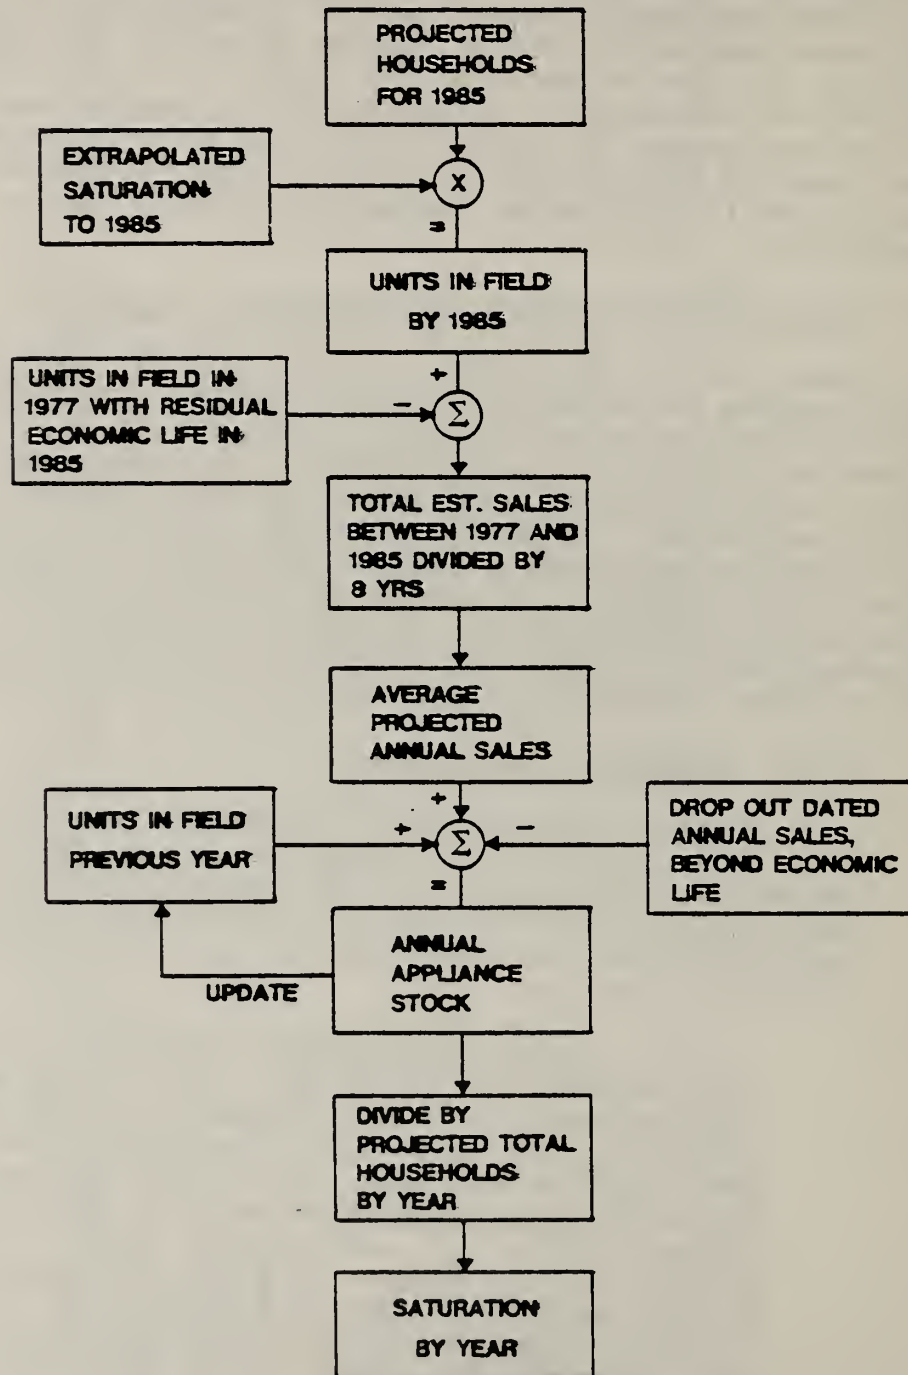 PROJECTED
HOUSEHOLDS
FOR 1985
EXTRAPOLATED
SATURATION
TO 1985
X
=
UNITS IN FIELD
BY 1985
UNITS IN FIELD IN
1977 WITH RESIDUAL
ECONOMIC LIFE IN
1985
+
-
Σ
TOTAL EST. SALES
BETWEEN 1977 AND
1985 DIVIDED BY
8 YRS
AVERAGE
PROJECTED
ANNUAL SALES
UNITS IN FIELD
PREVIOUS YEAR
+
+
Σ
-
=
DROP OUT DATED
ANNUAL SALES,
BEYOND ECONOMIC
LIFE
ANNUAL
APPLIANCE
STOCK
UPDATE
DIVIDE BY
PROJECTED TOTAL
HOUSEHOLDS
BY YEAR
SATURATION
BY YEAR